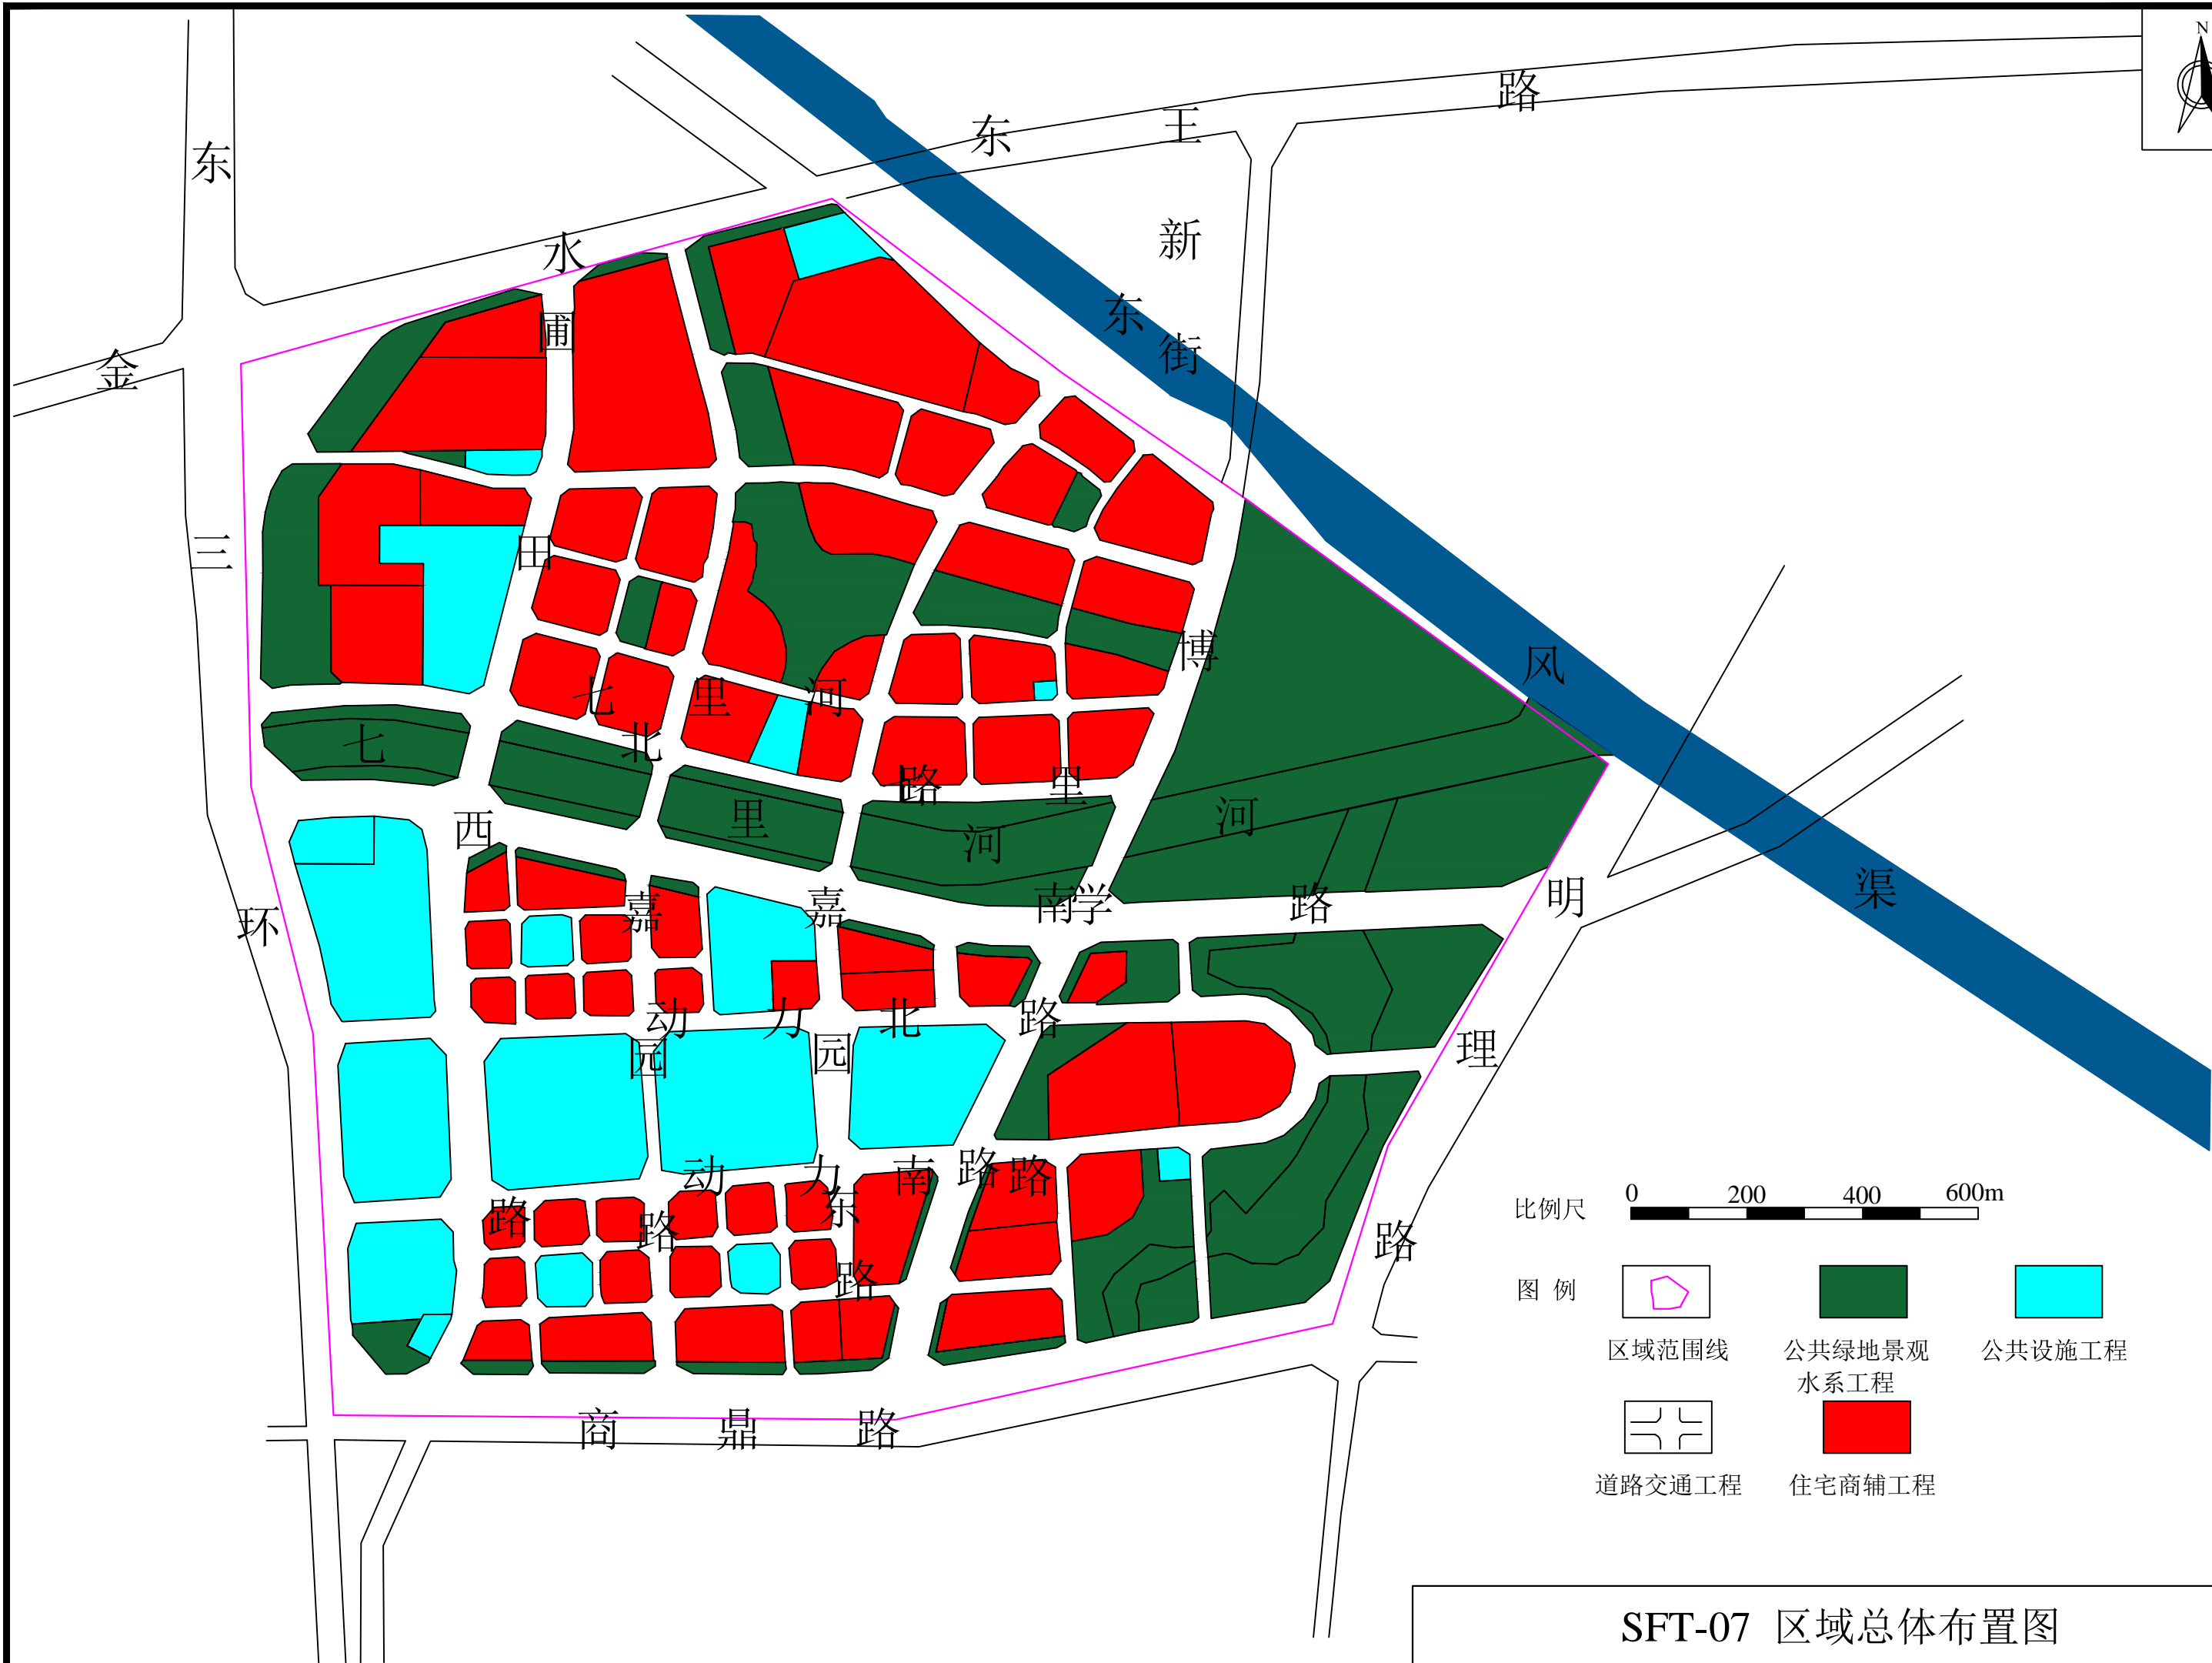 N
东 王 路
东 三 环 路
金 水 东 路
新 街
圃 田 西 路
博 学 路
七 里 河 北 路
七 里 河
七 里 河 南 路
风 渠
嘉 园 路
嘉 园 东 路
动 力 北 路
动 力 南 路
明 理 路
商 鼎 路
比例尺 0 200 400 600m
图 例
区域范围线 公共绿地景观 公共设施工程
水系工程
道路交通工程 住宅商辅工程
SFT-07 区域总体布置图